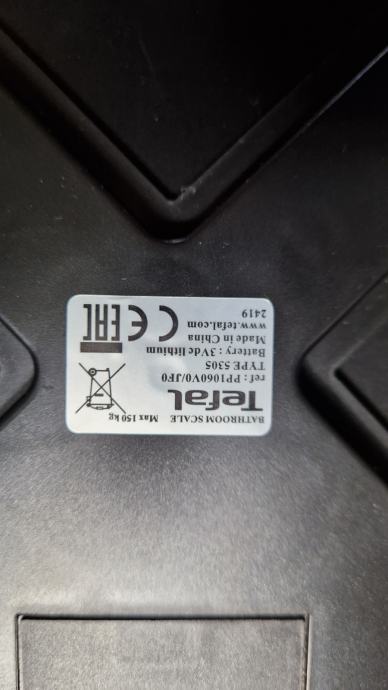 BATHROOM SCALE Max 150 kg
Tefal
ref : PP1060V0/JF0
TYPE 5305
Battery : 3Vdc lithium
Made in China
www.tefal.com
2419
CE EAC